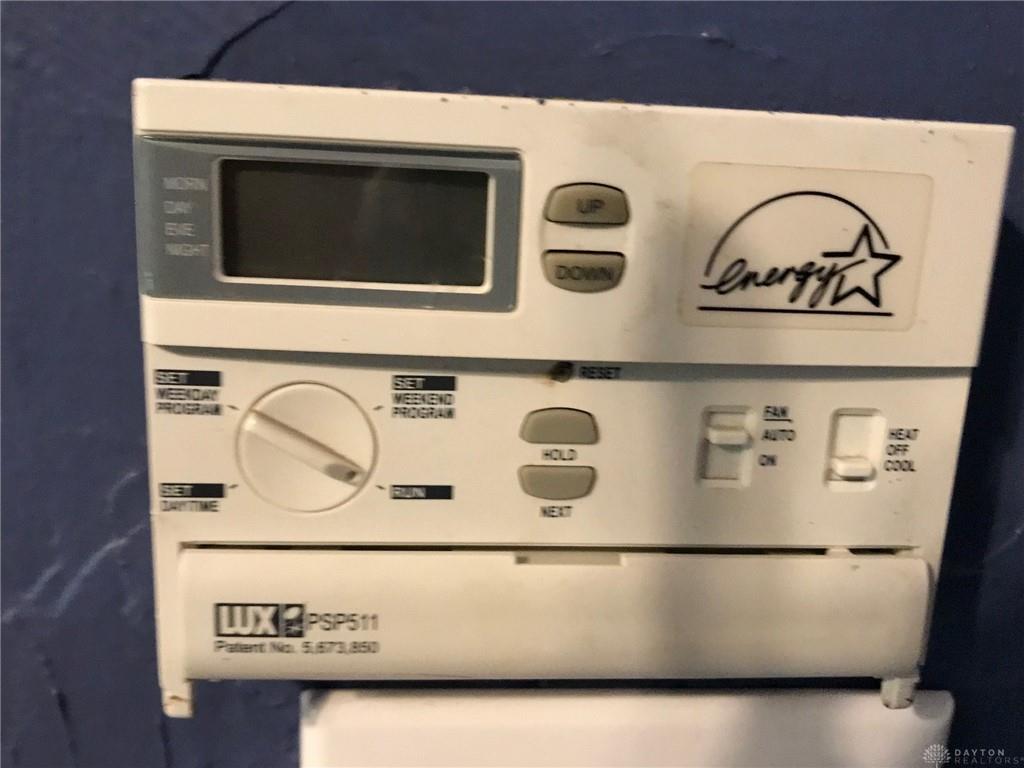 MORN
DAY
EVE
NIGHT
UP
DOWN
energy
RESET
SET
WEEKDAY
PROGRAM
SET
WEEKEND
PROGRAM
SET
DAY/TIME
RUN
HOLD
NEXT
FAN
AUTO
ON
HEAT
OFF
COOL
LUX PSP511
Patent No. 5,673,850
DAYTON
REALTORS